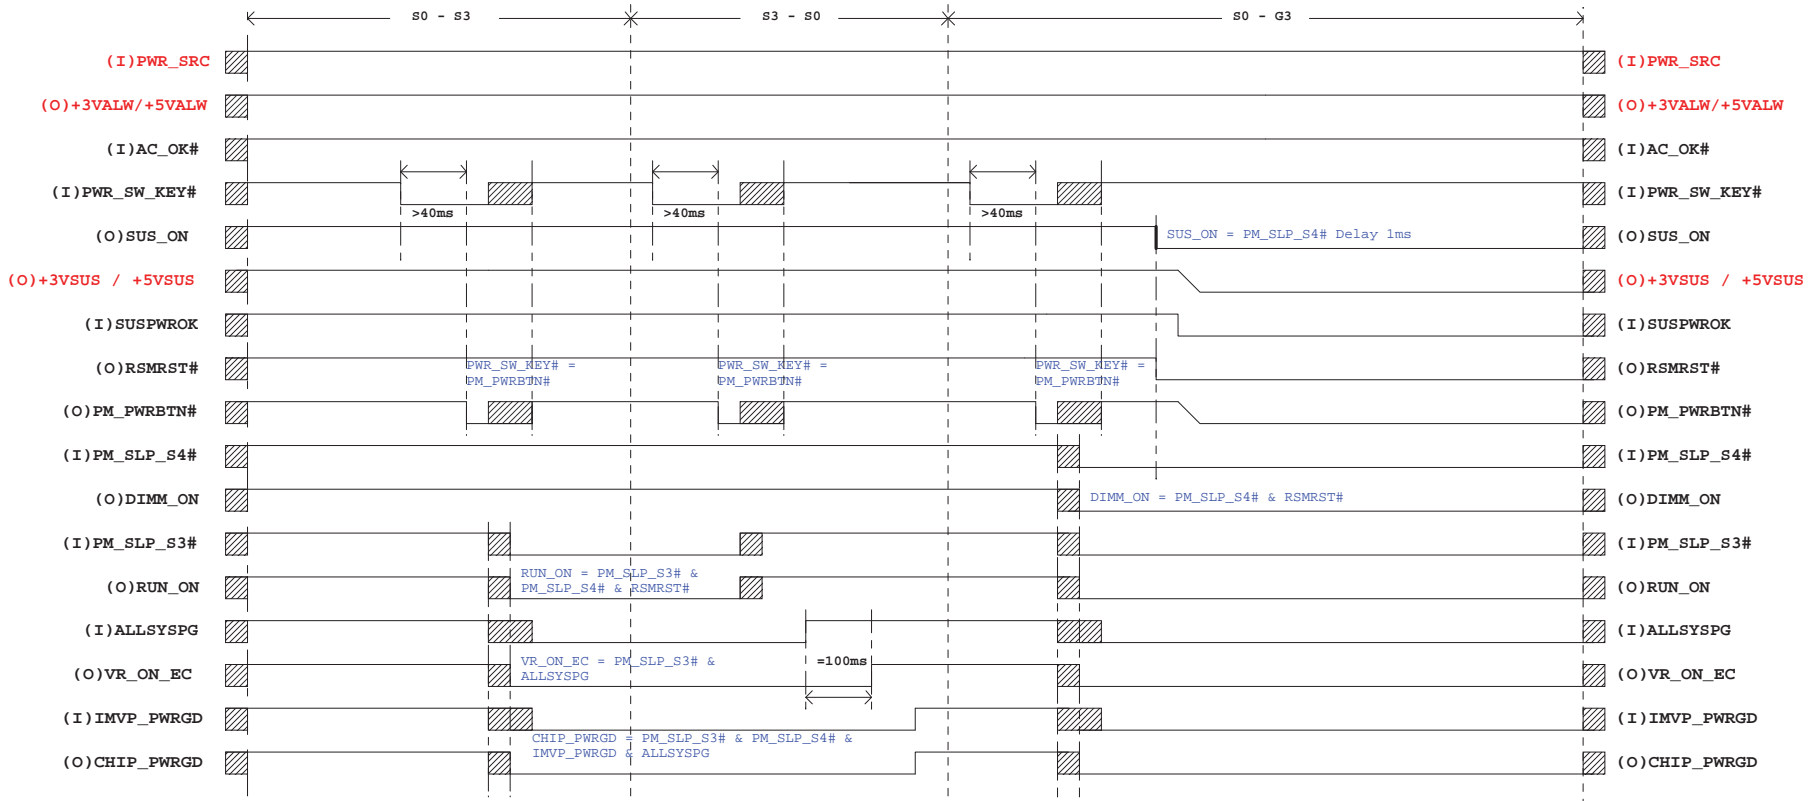 S0 - S3
S3 - S0
S0 - G3
(I)PWR_SRC
(I)PWR_SRC
(O)+3VALW/+5VALW
(O)+3VALW/+5VALW
(I)AC_OK#
(I)AC_OK#
(I)PWR_SW_KEY#
>40ms
>40ms
>40ms
(I)PWR_SW_KEY#
(O)SUS_ON
SUS_ON = PM_SLP_S4# Delay 1ms
(O)SUS_ON
(O)+3VSUS / +5VSUS
(O)+3VSUS / +5VSUS
(I)SUSPWROK
(I)SUSPWROK
(O)RSMRST#
PWR_SW_KEY# =
PM_PWRBTN#
PWR_SW_KEY# =
PM_PWRBTN#
PWR_SW_KEY# =
PM_PWRBTN#
(O)RSMRST#
(O)PM_PWRBTN#
(O)PM_PWRBTN#
(I)PM_SLP_S4#
(I)PM_SLP_S4#
(O)DIMM_ON
DIMM_ON = PM_SLP_S4# & RSMRST#
(O)DIMM_ON
(I)PM_SLP_S3#
(I)PM_SLP_S3#
(O)RUN_ON
RUN_ON = PM_SLP_S3# &
PM_SLP_S4# & RSMRST#
(O)RUN_ON
(I)ALLSYSPG
(I)ALLSYSPG
(O)VR_ON_EC
VR_ON_EC = PM_SLP_S3# &
ALLSYSPG
=100ms
(O)VR_ON_EC
(I)IMVP_PWRGD
(I)IMVP_PWRGD
CHIP_PWRGD = PM_SLP_S3# & PM_SLP_S4# &
IMVP_PWRGD & ALLSYSPG
(O)CHIP_PWRGD
(O)CHIP_PWRGD